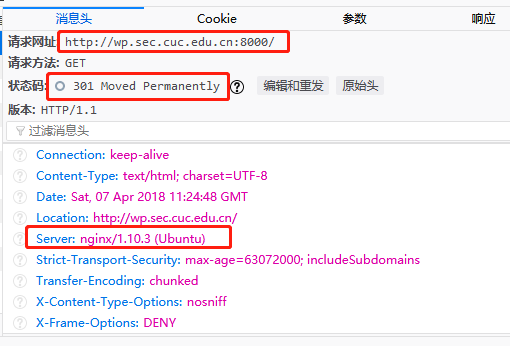 消息头 Cookie 参数 响应
请求网址: http://wp.sec.cuc.edu.cn:8000/
请求方法: GET
状态码: 301 Moved Permanently ? 编辑和重发 原始头
版本: HTTP/1.1
过滤消息头
? Connection: keep-alive
? Content-Type: text/html; charset=UTF-8
? Date: Sat, 07 Apr 2018 11:24:48 GMT
? Location: http://wp.sec.cuc.edu.cn/
? Server: nginx/1.10.3 (Ubuntu)
? Strict-Transport-Security: max-age=63072000; includeSubdomains
? Transfer-Encoding: chunked
? X-Content-Type-Options: nosniff
? X-Frame-Options: DENY